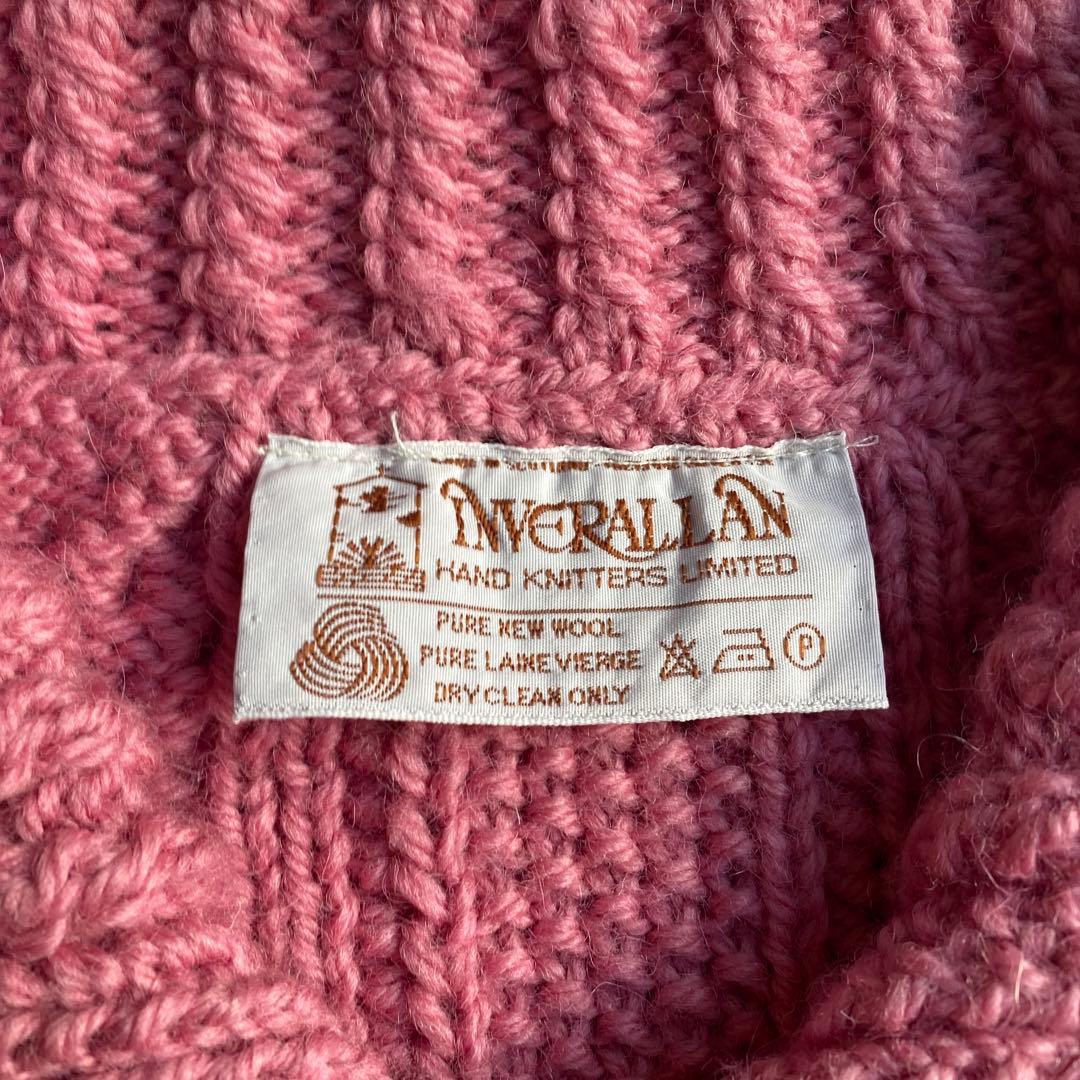 INVERALLAN
HAND KNITTERS LIMITED
PURE NEW WOOL
PURE LAINE VIERGE
DRY CLEAN ONLY
P